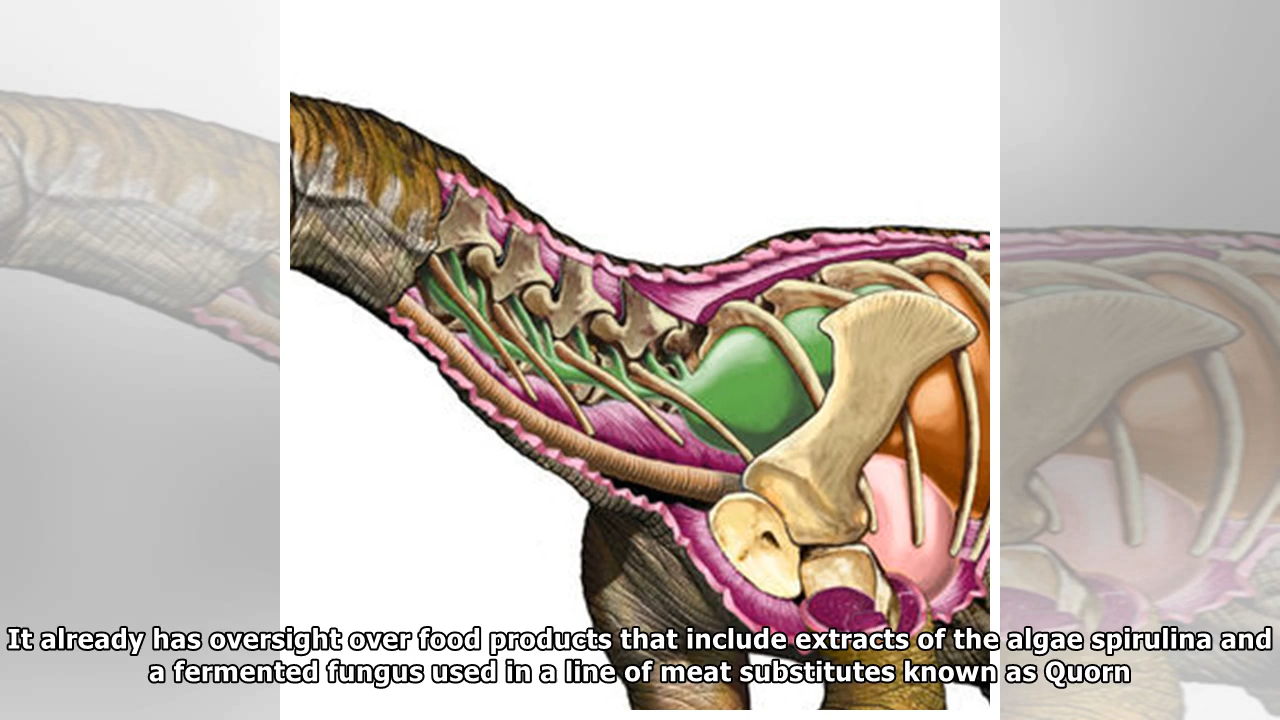 It already has oversight over food products that include extracts of the algae spirulina and
a fermented fungus used in a line of meat substitutes known as Quorn